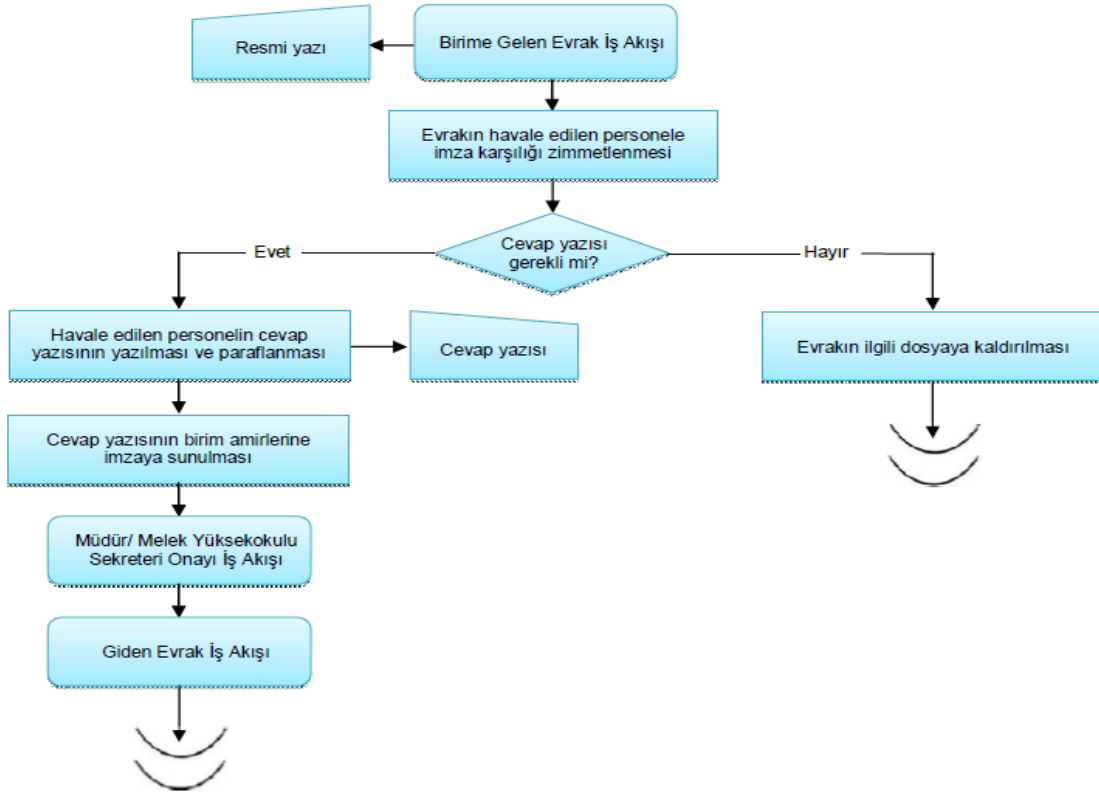 Resmi yazı
Birime Gelen Evrak İş Akışı
Evrakın havale edilen personele
imza karşılığı zimmetlenmesi
Cevap yazısı
gerekli mi?
Evet
Hayır
Havale edilen personelin cevap
yazısının yazılması ve paraflanması
Cevap yazısı
Evrakın ilgili dosyaya kaldırılması
Cevap yazısının birim amirlerine
imzaya sunulması
Müdür/ Melek Yüksekokulu
Sekreteri Onayı İş Akışı
Giden Evrak İş Akışı